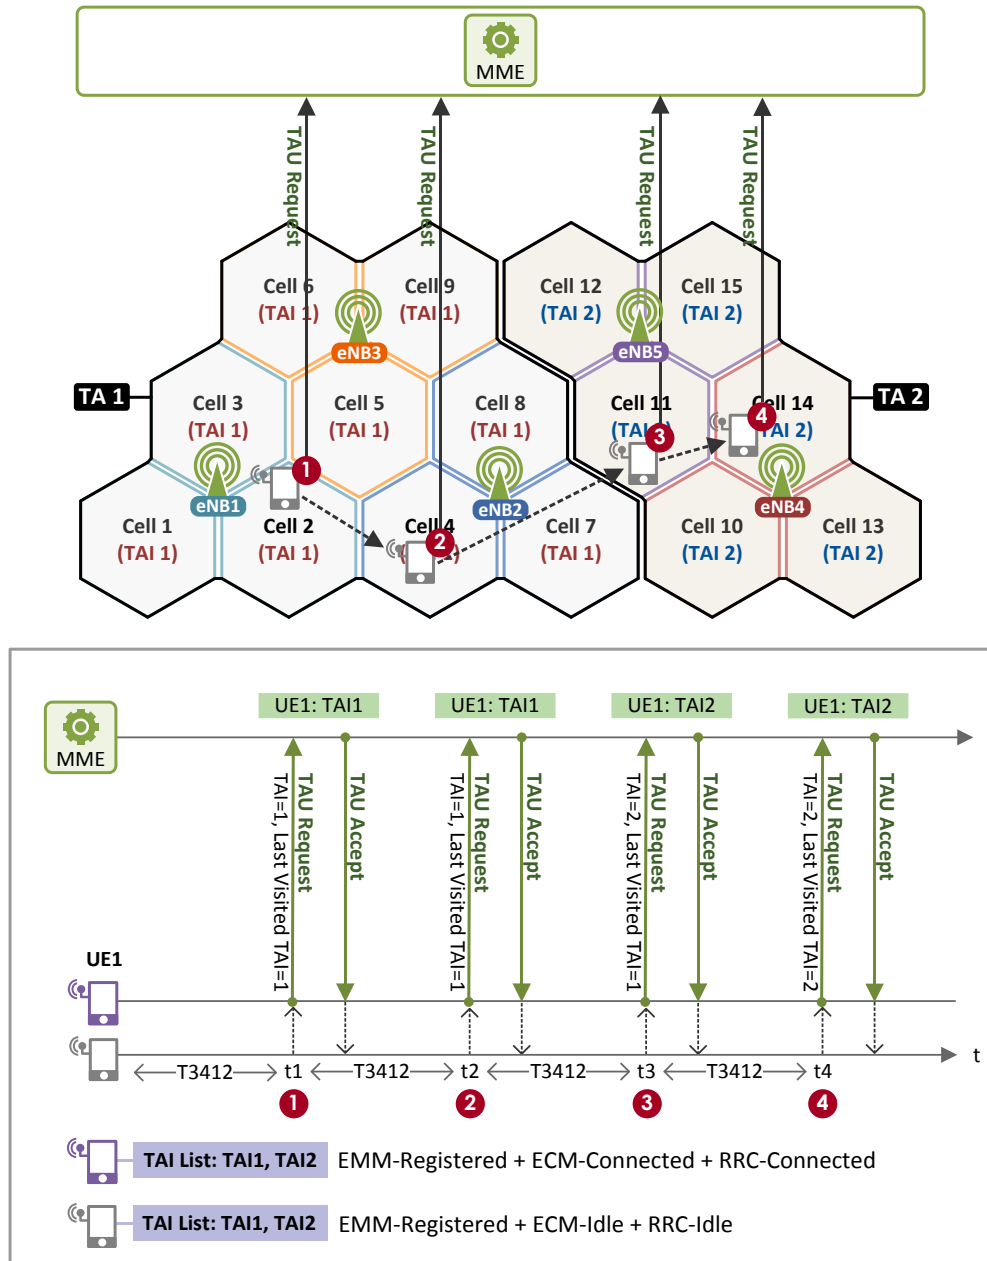 MME
TAU Request
TAU Request
TAU Request
TAU Request
Cell 6
(TAI 1)
Cell 9
(TAI 1)
Cell 12
(TAI 2)
Cell 15
(TAI 2)
eNB3
eNB5
TA 1
Cell 3
(TAI 1)
Cell 5
(TAI 1)
Cell 8
(TAI 1)
Cell 11
3
4
Cell 14
(TAI 2)
TA 2
1
eNB1
eNB2
eNB4
Cell 1
(TAI 1)
Cell 2
(TAI 1)
Cell 4
2
Cell 7
(TAI 1)
Cell 10
(TAI 2)
Cell 13
(TAI 2)
UE1: TAI1
UE1: TAI1
UE1: TAI2
UE1: TAI2
MME
TAU Request
TAI=1, Last Visited TAI=1
TAU Accept
TAU Request
TAI=1, Last Visited TAI=1
TAU Accept
TAU Request
TAI=2, Last Visited TAI=1
TAU Accept
TAU Request
TAI=2, Last Visited TAI=2
TAU Accept
UE1
t
T3412 t1 T3412 t2 T3412 t3 T3412 t4
1 2 3 4
TAI List: TAI1, TAI2 EMM-Registered + ECM-Connected + RRC-Connected
TAI List: TAI1, TAI2 EMM-Registered + ECM-Idle + RRC-Idle